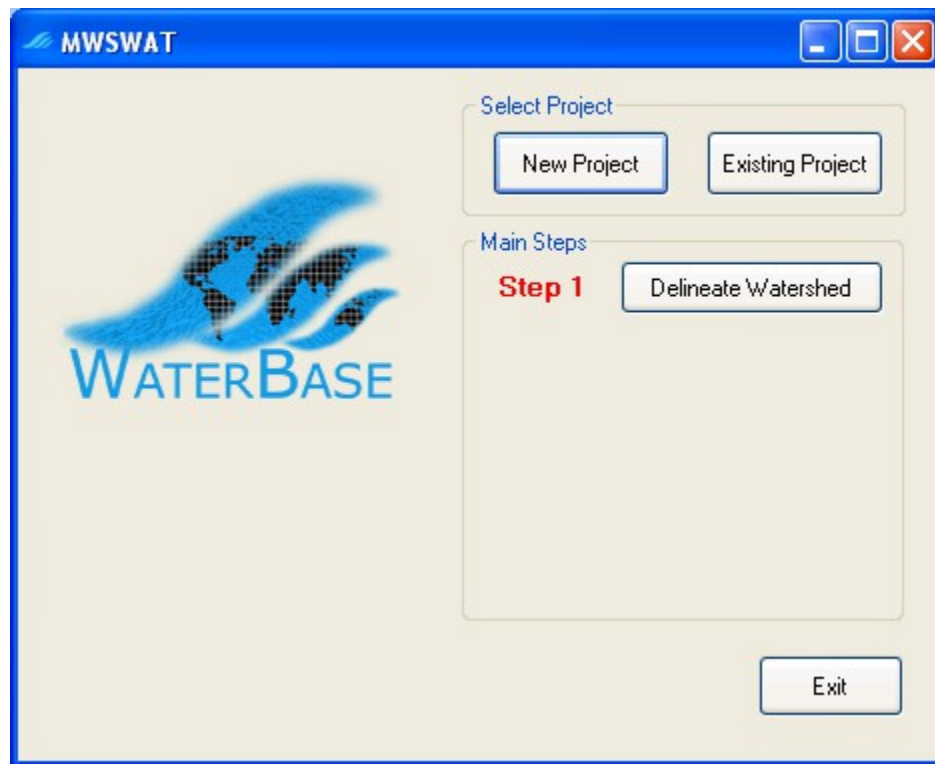 MWSWAT
Select Project
New Project
Existing Project
Main Steps
Step 1
Delineate Watershed
WATERBASE
Exit